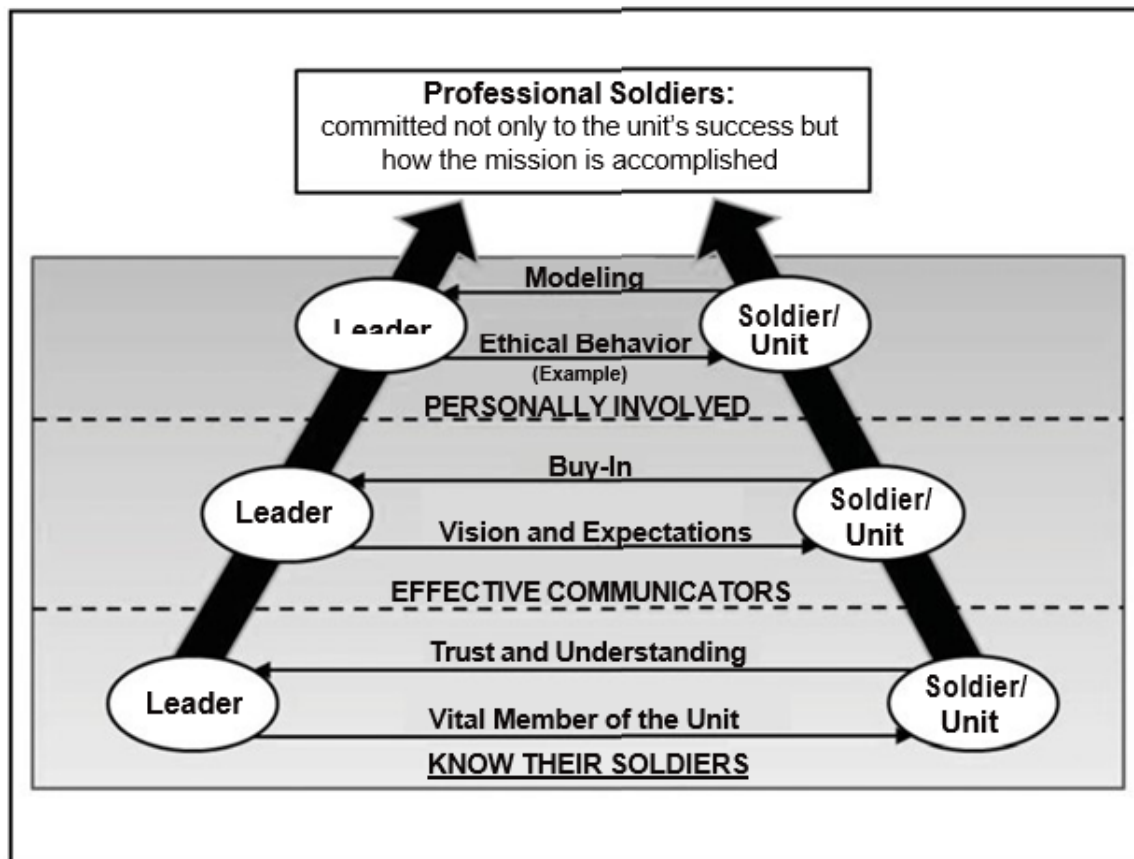 Professional Soldiers:
committed not only to the unit's success but
how the mission is accomplished
Modeling
Leader
Soldier/
Unit
Ethical Behavior
(Example)
PERSONALLY INVOLVED
Buy-In
Leader
Soldier/
Unit
Vision and Expectations
EFFECTIVE COMMUNICATORS
Trust and Understanding
Leader
Soldier/
Unit
Vital Member of the Unit
KNOW THEIR SOLDIERS